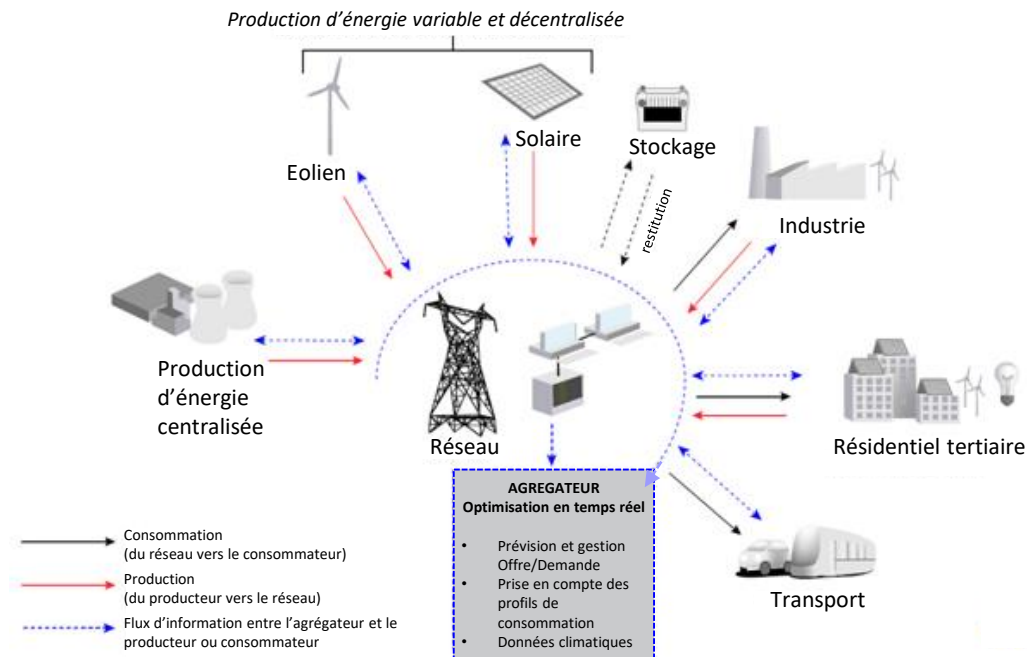 Production d’énergie variable et décentralisée
Eolien
Solaire
Stockage
restitution
Industrie
Production
d’énergie
centralisée
Réseau
Résidentiel tertiaire
Transport
AGREGATEUR
Optimisation en temps réel
• Prévision et gestion
Offre/Demande
• Prise en compte des
profils de
consommation
• Données climatiques
Consommation
(du réseau vers le consommateur)
Production
(du producteur vers le réseau)
Flux d’information entre l’agrégateur et le
producteur ou consommateur